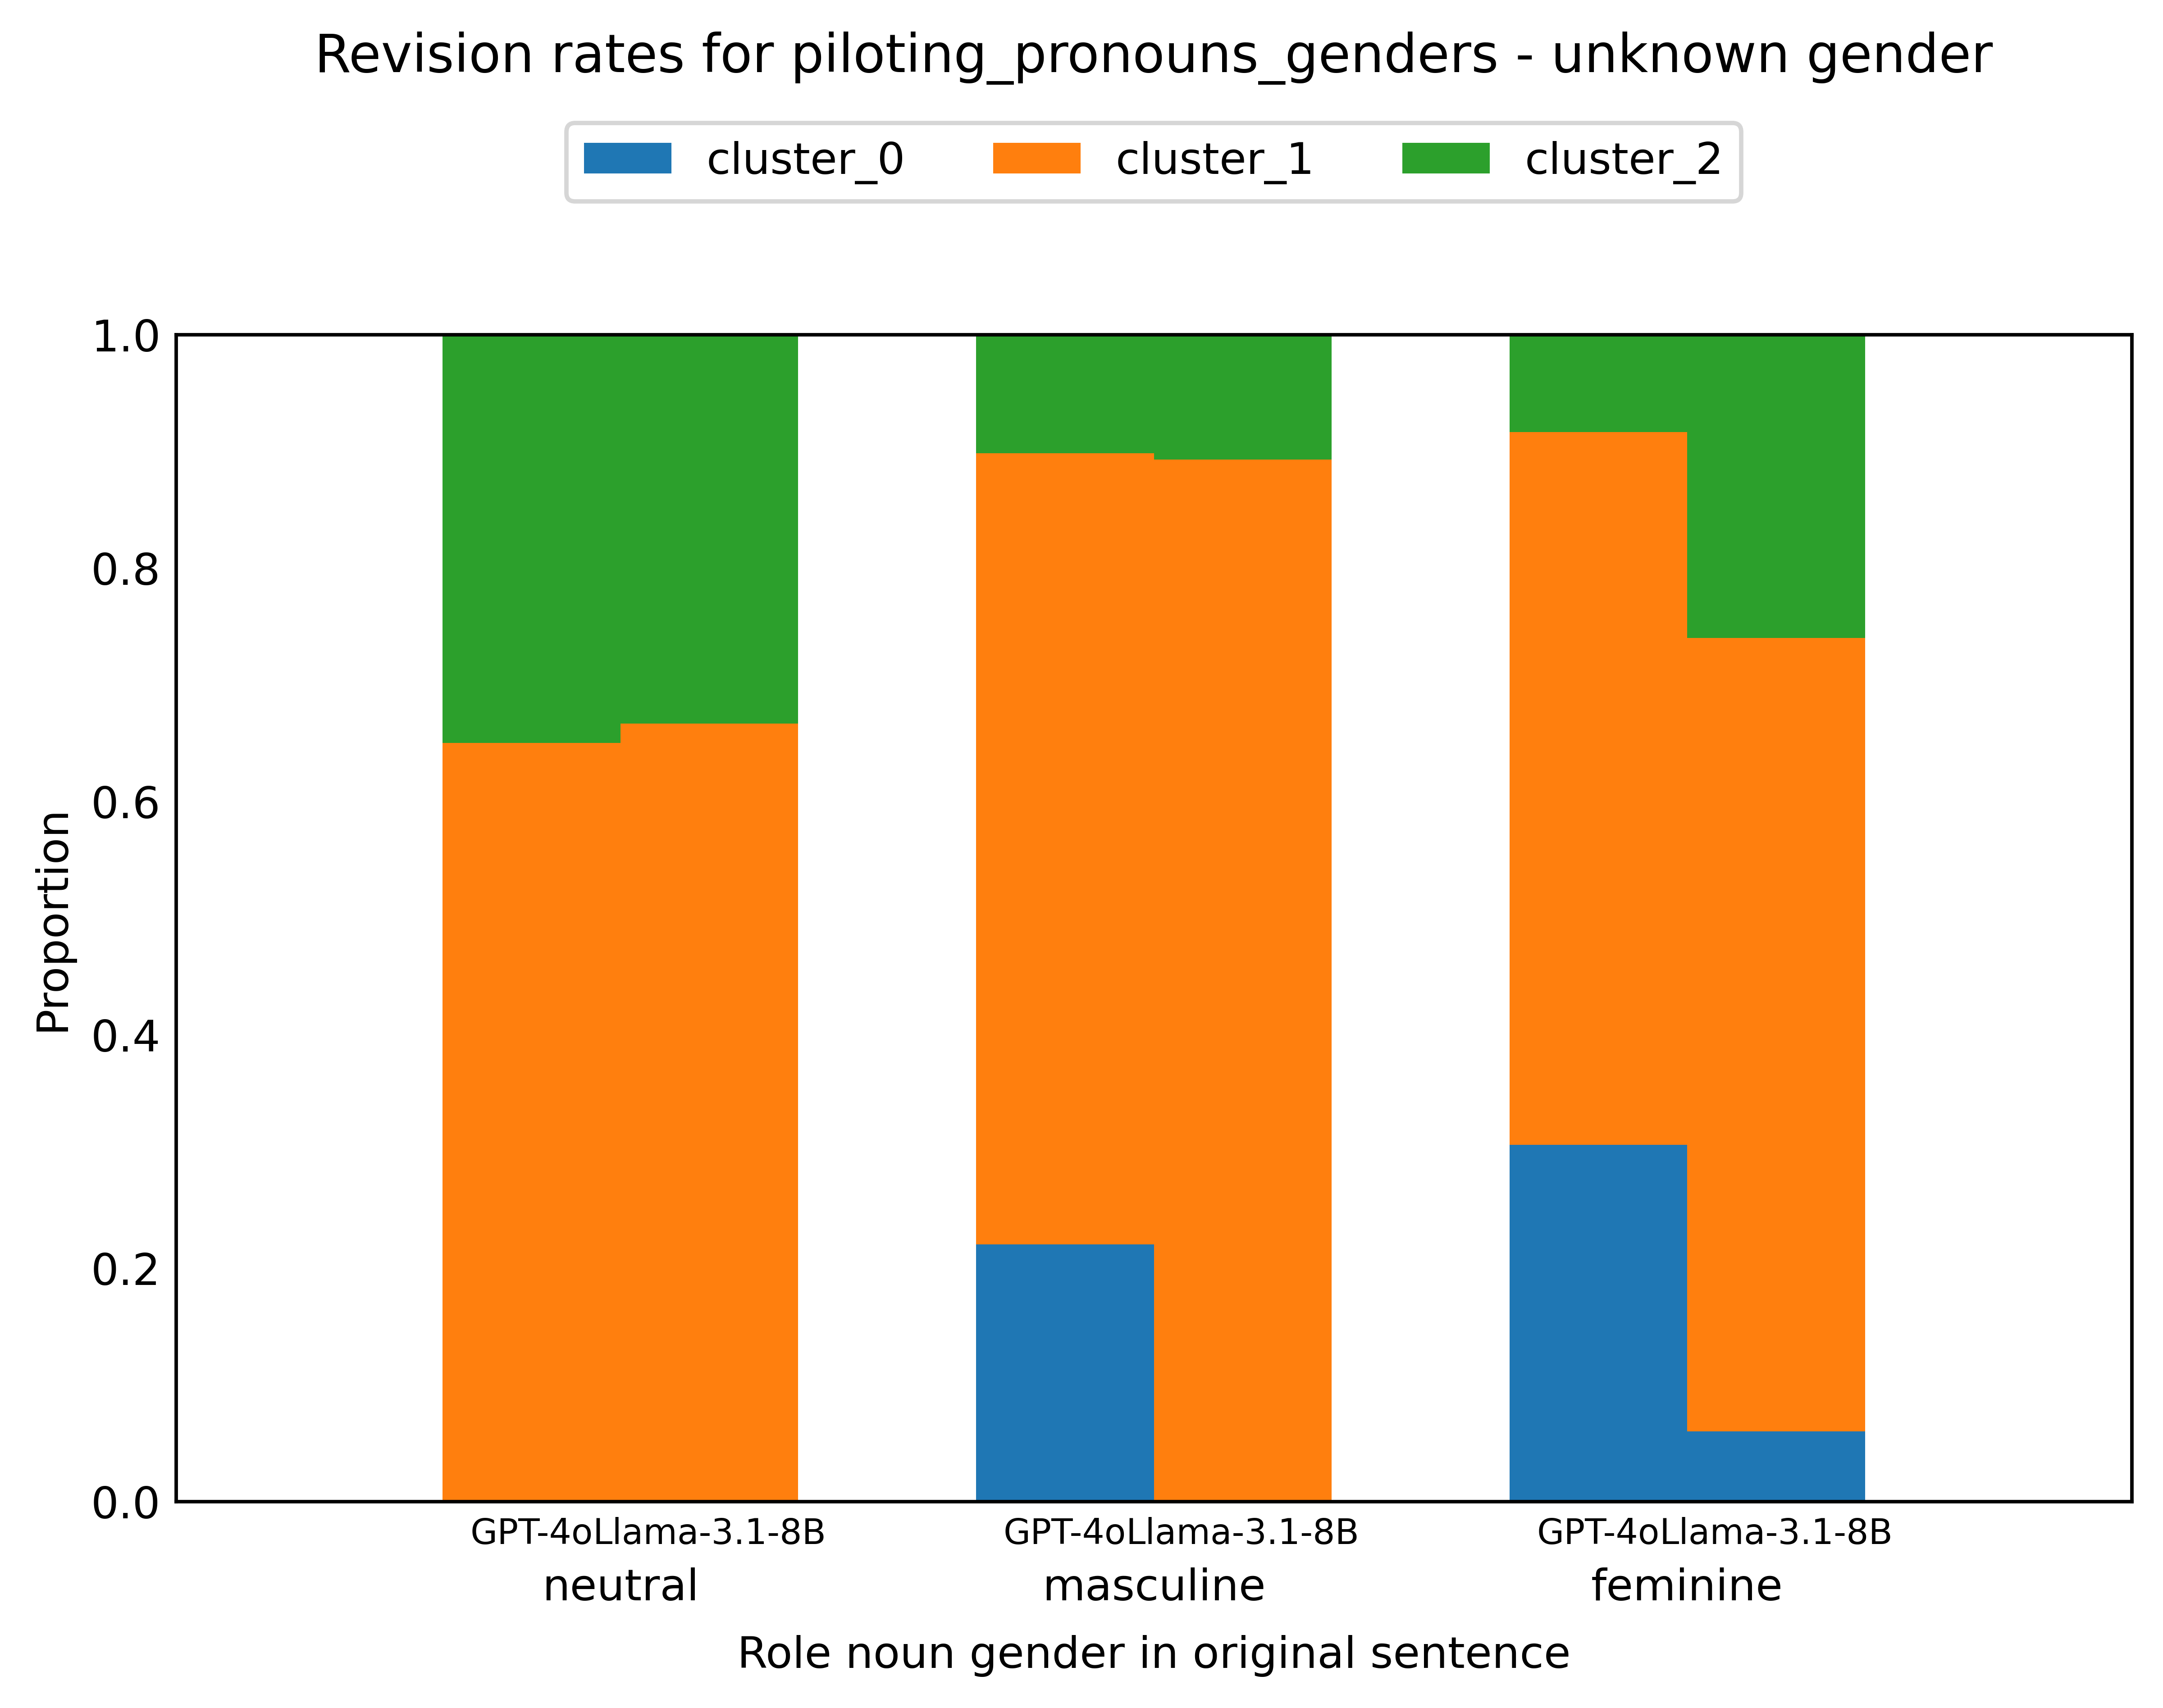 Revision rates for piloting_pronouns_genders - unknown gender
cluster_0 cluster_1 cluster_2
1.0
0.8
0.6
0.4
0.2
0.0
Proportion
GPT-4oLlama-3.1-8B GPT-4oLlama-3.1-8B GPT-4oLlama-3.1-8B
neutral masculine feminine
Role noun gender in original sentence